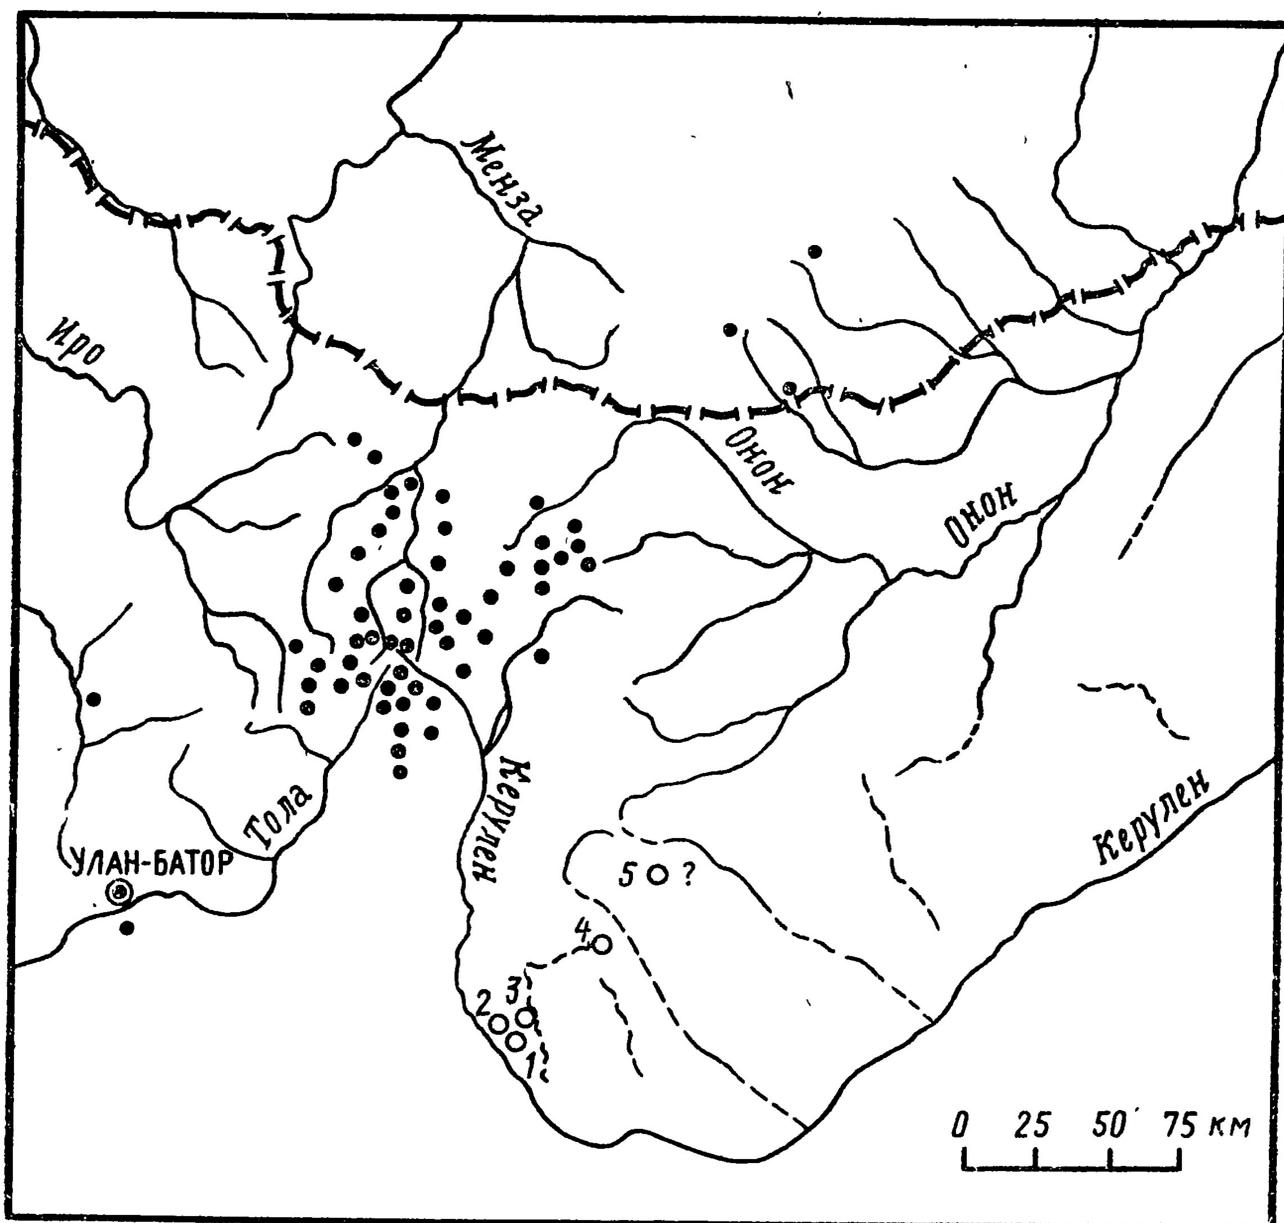 Менза
Иро
Онон
Онон
Керулен
Тола
УЛАН-БАТОР
Керулен
5 ?
4
3
2
1
0 25 50 75 км